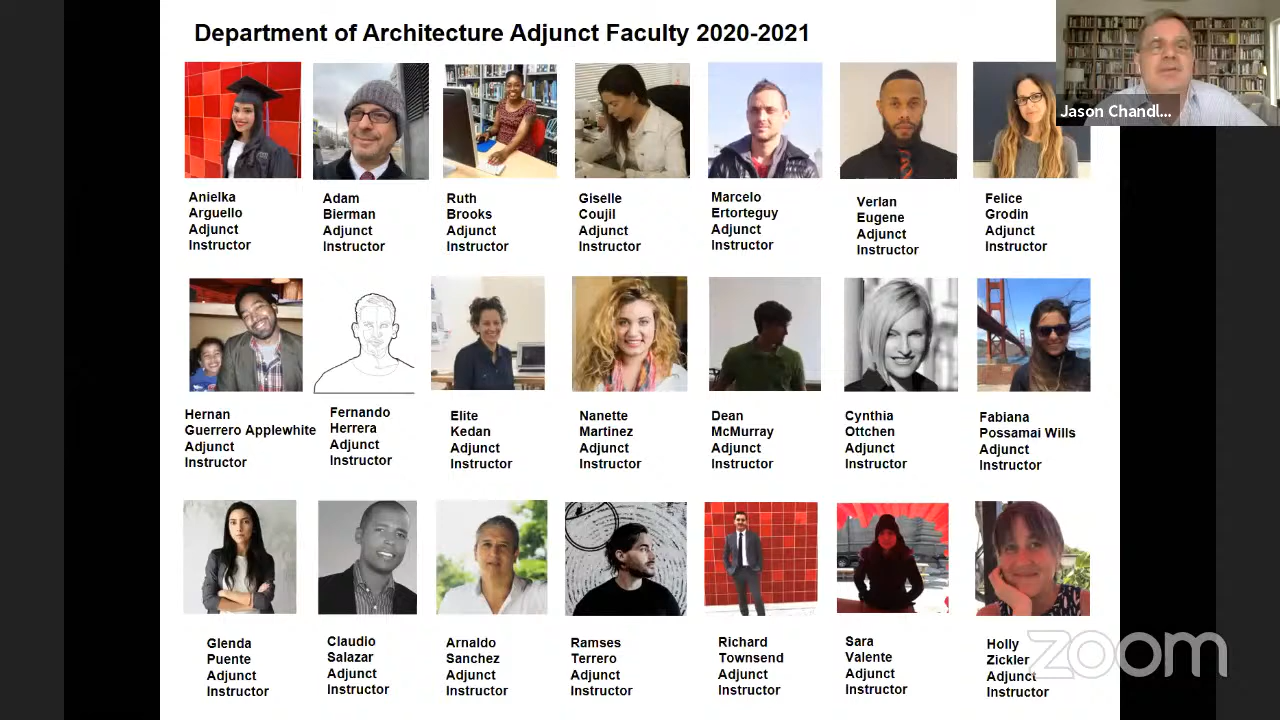 Department of Architecture Adjunct Faculty 2020-2021
Jason Chandl...
Anielka
Arguello
Adjunct
Instructor
Adam
Bierman
Adjunct
Instructor
Ruth
Brooks
Adjunct
Instructor
Giselle
Coujil
Adjunct
Instructor
Marcelo
Ertorteguy
Adjunct
Instructor
Verlan
Eugene
Adjunct
Instructor
Felice
Grodin
Adjunct
Instructor
Hernan
Guerrero Applewhite
Adjunct
Instructor
Fernando
Herrera
Adjunct
Instructor
Elite
Kedan
Adjunct
Instructor
Nanette
Martinez
Adjunct
Instructor
Dean
McMurray
Adjunct
Instructor
Cynthia
Ottchen
Adjunct
Instructor
Fabiana
Possamai Wills
Adjunct
Instructor
Glenda
Puente
Adjunct
Instructor
Claudio
Salazar
Adjunct
Instructor
Arnaldo
Sanchez
Adjunct
Instructor
Ramses
Terrero
Adjunct
Instructor
Richard
Townsend
Adjunct
Instructor
Sara
Valente
Adjunct
Instructor
Holly
Zickler
Adjunct
Instructor
zoom